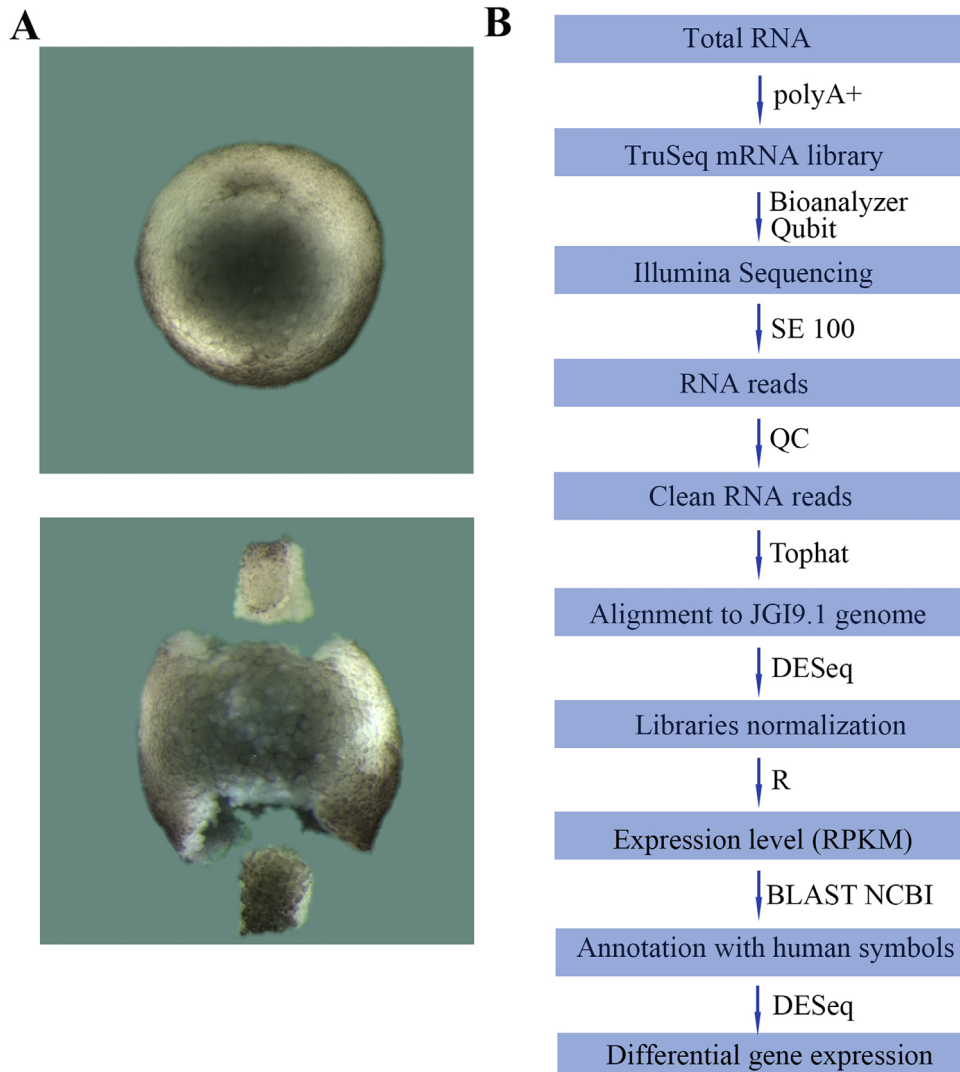 A
B
Total RNA
polyA+
TruSeq mRNA library
Bioanalyzer
Qubit
Illumina Sequencing
SE 100
RNA reads
QC
Clean RNA reads
Tophat
Alignment to JGI9.1 genome
DESeq
Libraries normalization
R
Expression level (RPKM)
BLAST NCBI
Annotation with human symbols
DESeq
Differential gene expression